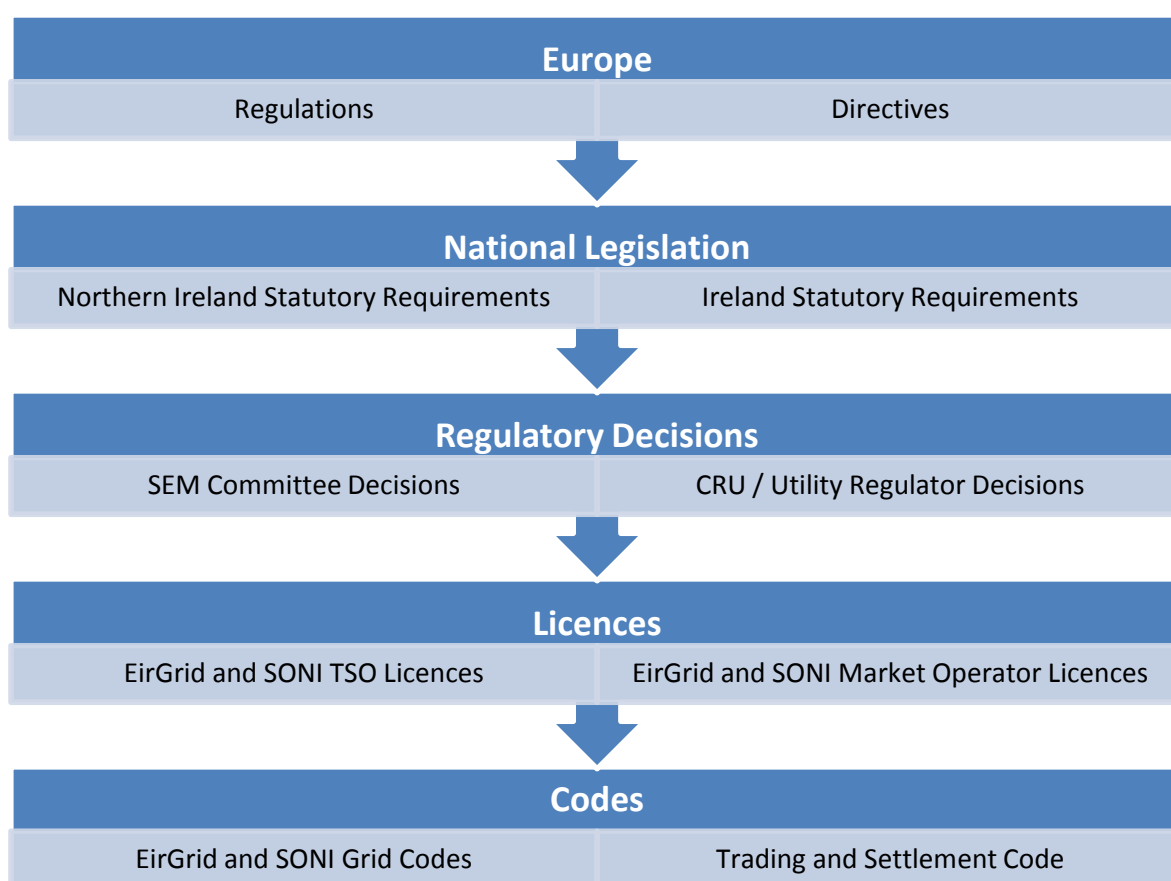 Europe
Regulations
Directives
National Legislation
Northern Ireland Statutory Requirements
Ireland Statutory Requirements
Regulatory Decisions
SEM Committee Decisions
CRU / Utility Regulator Decisions
Licences
EirGrid and SONI TSO Licences
EirGrid and SONI Market Operator Licences
Codes
EirGrid and SONI Grid Codes
Trading and Settlement Code